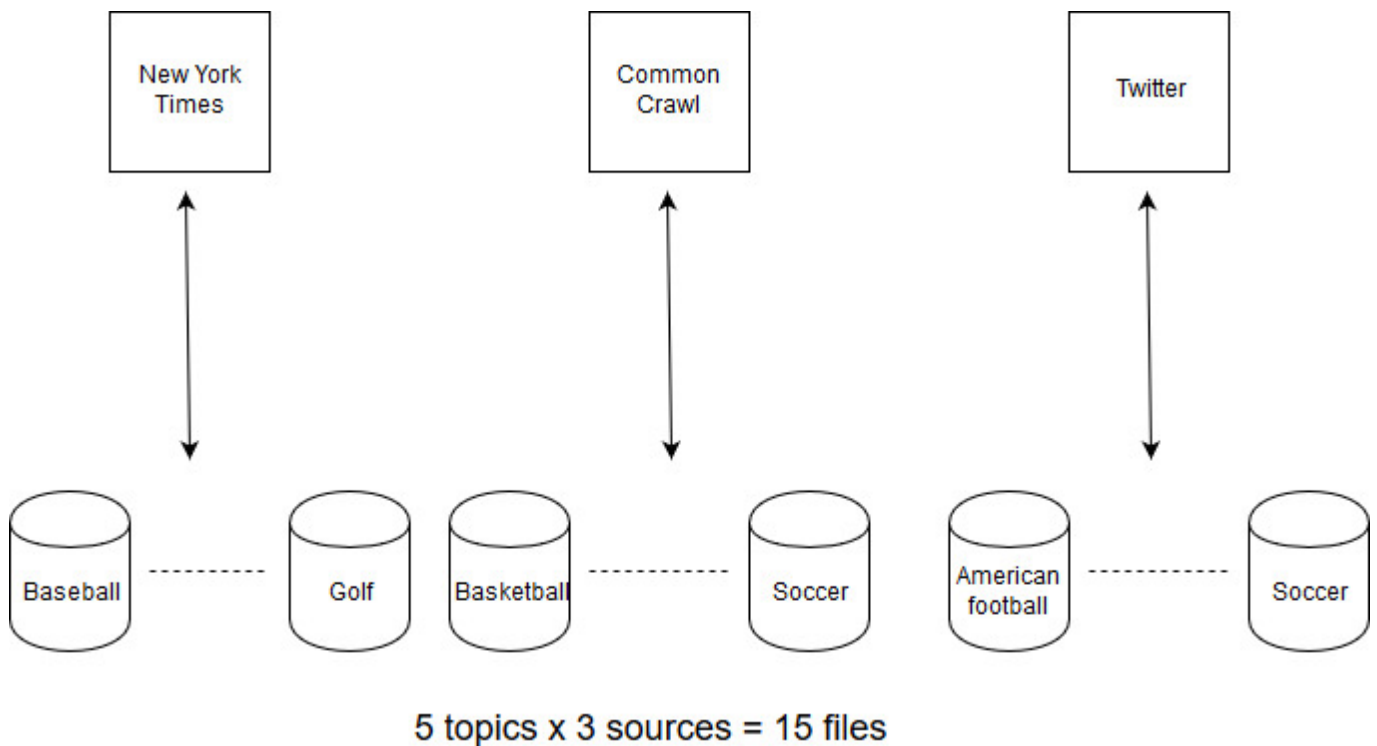 New York
Times
Common
Crawl
Twitter
Baseball
Golf
Basketball
Soccer
American
football
Soccer
5 topics x 3 sources = 15 files